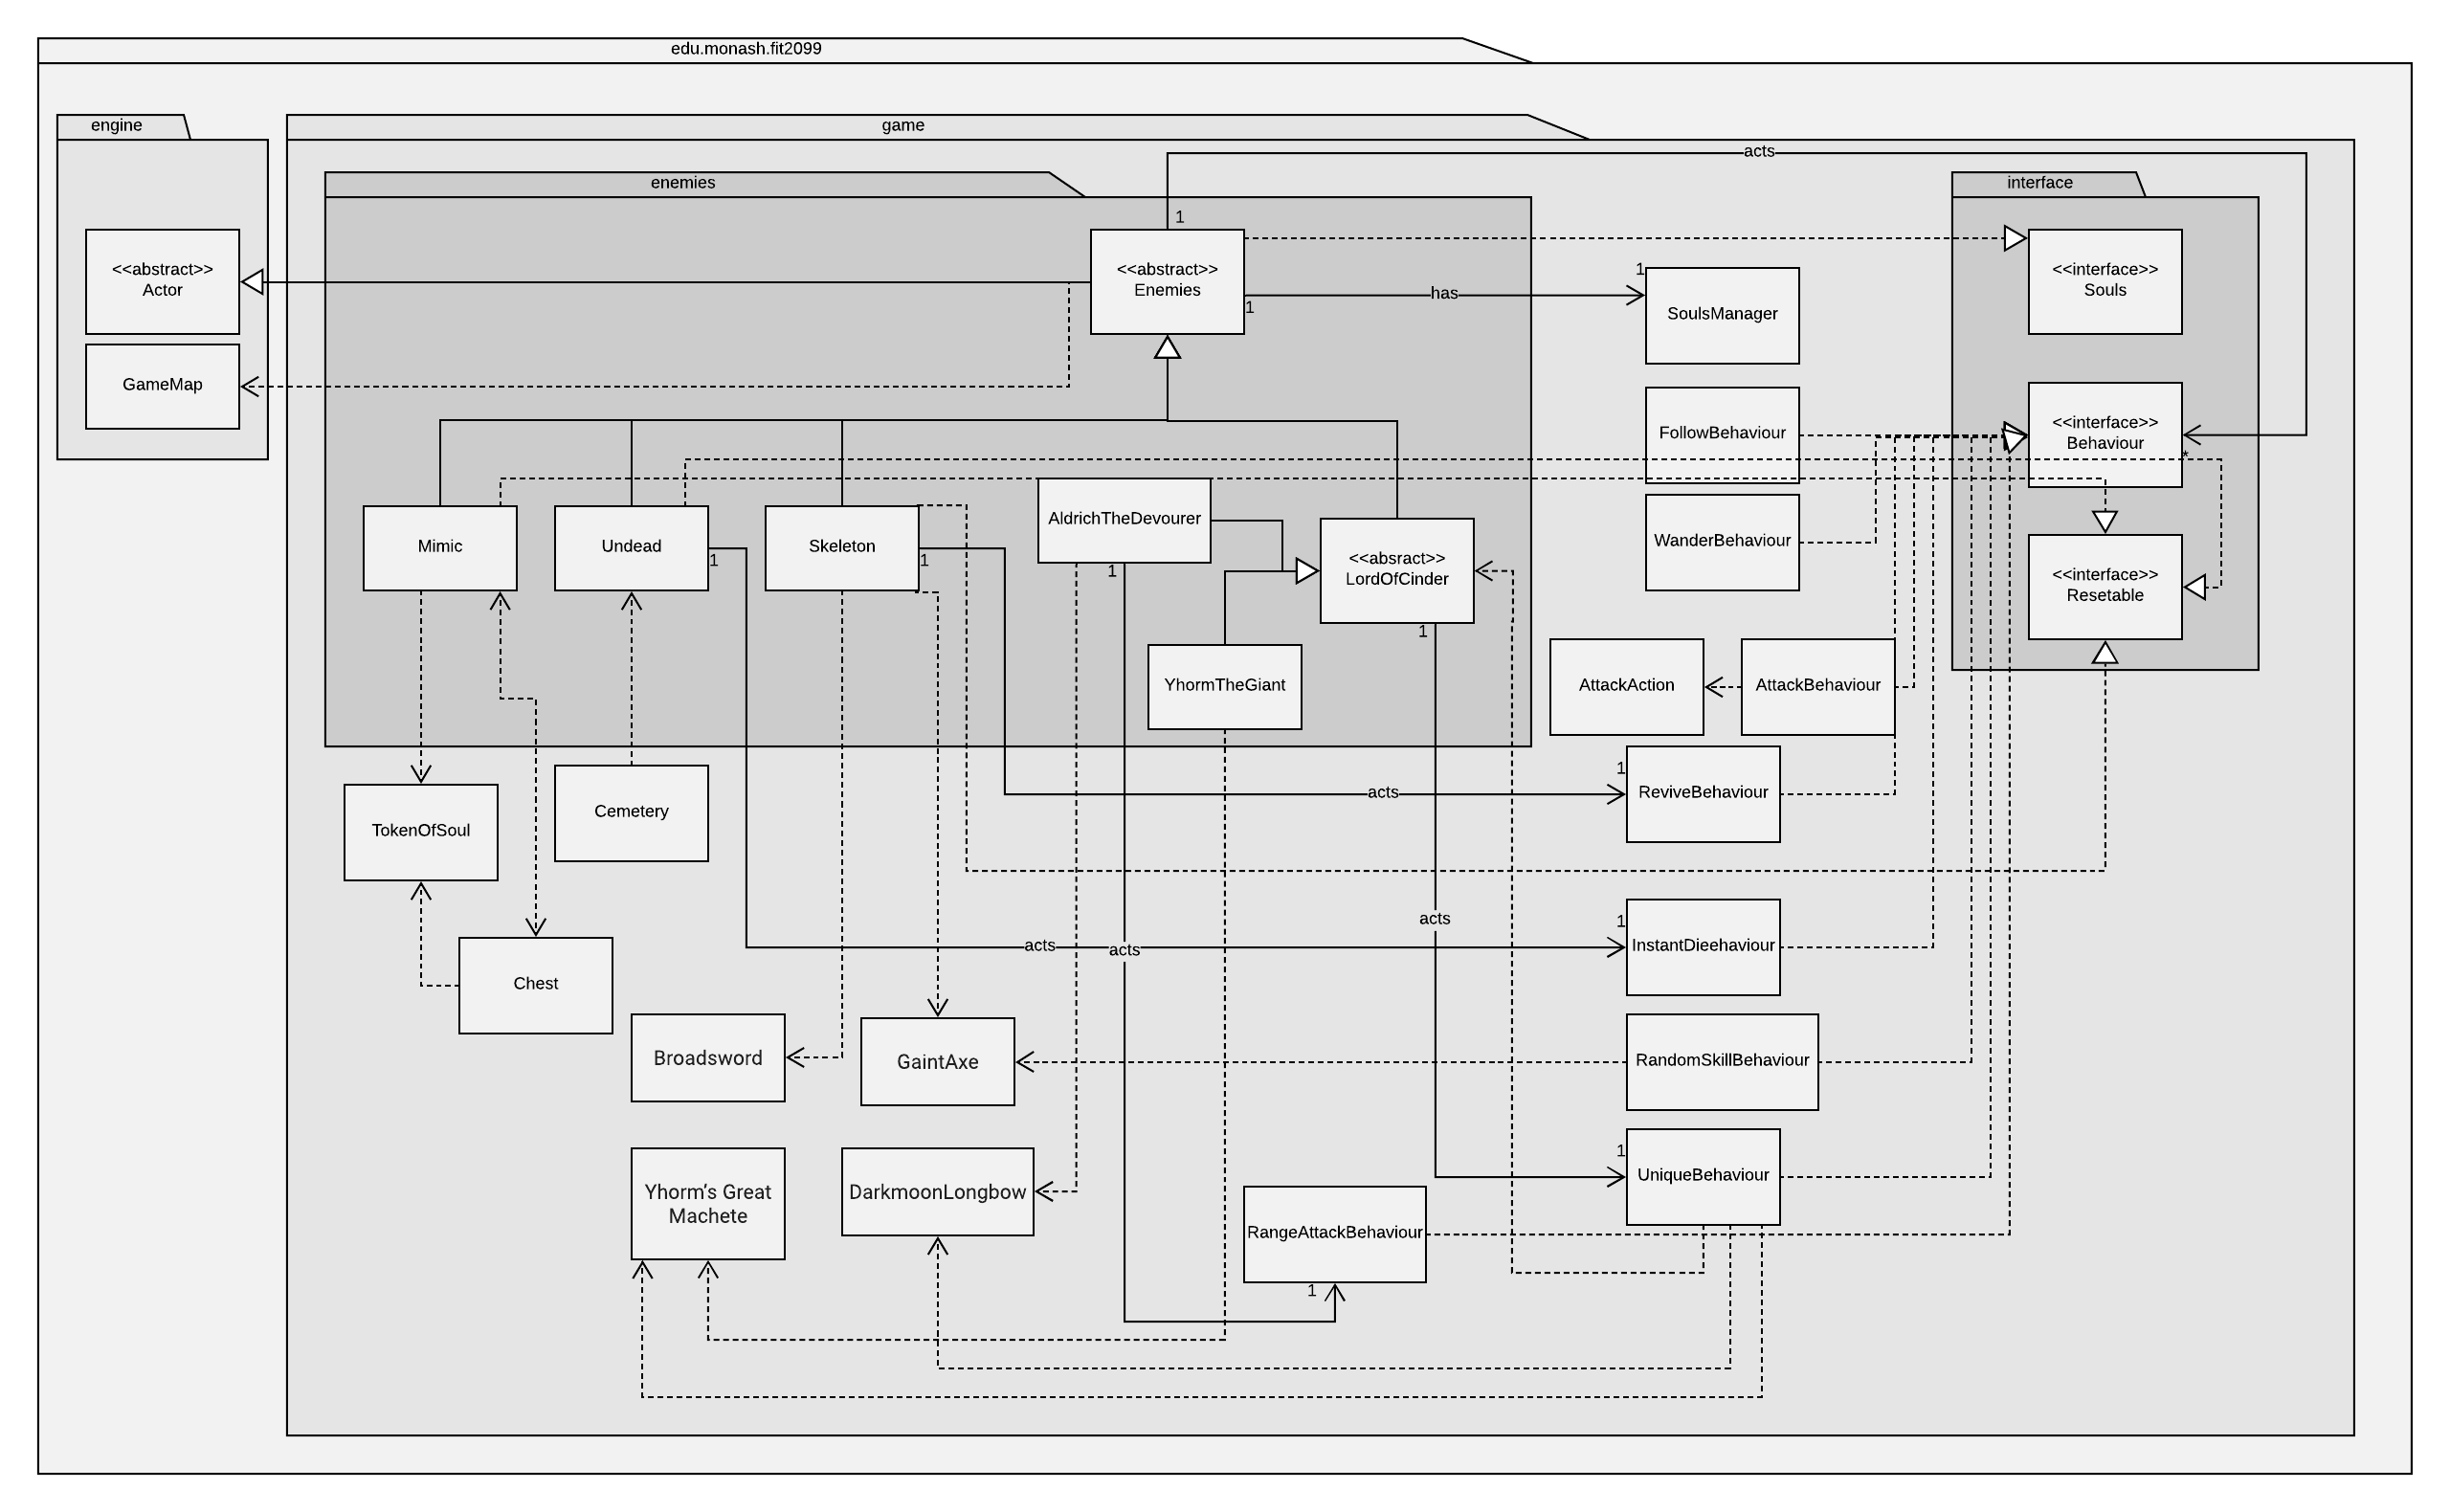 edu.monash.fit2099
engine
game
acts
enemies
interface
1
<<abstract>>
Actor
<<abstract>>
Enemies
<<interface>>
Souls
1
has
1
SoulsManager
GameMap
FollowBehaviour
<<interface>>
Behaviour
*
Mimic
Undead
Skeleton
AldrichTheDevourer
<<absract>>
LordOfCinder
WanderBehaviour
<<interface>>
Resetable
1
1
1
1
YhormTheGiant
AttackAction
AttackBehaviour
TokenOfSoul
Cemetery
acts
1
ReviveBehaviour
acts
acts
acts
1
InstantDieehaviour
Chest
Broadsword
GaintAxe
RandomSkillBehaviour
Yhorm’s Great
Machete
DarkmoonLongbow
1
UniqueBehaviour
RangeAttackBehaviour
1